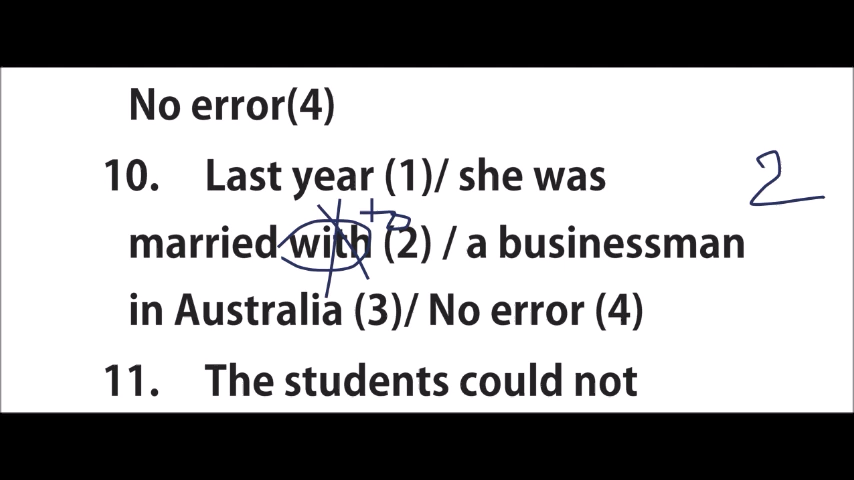 No error(4)
10. Last year (1)/ she was
2
to
married with (2) / a businessman
in Australia (3)/ No error (4)
11. The students could not